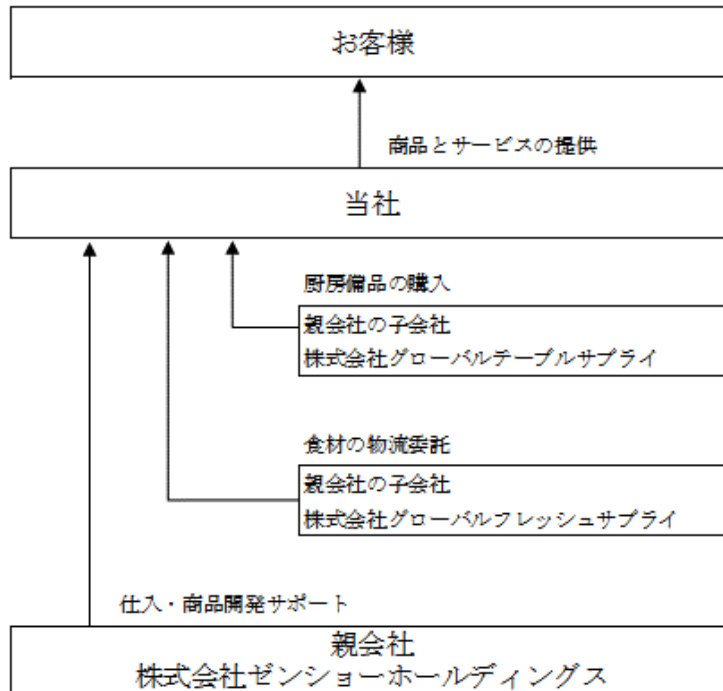 お客様
商品とサービスの提供
当社
厨房備品の購入
親会社の子会社
株式会社グローバルテーブルサプライ
食材の物流委託
親会社の子会社
株式会社グローバルフレッシュサプライ
仕入・商品開発サポート
親会社
株式会社ゼンショーホールディングス